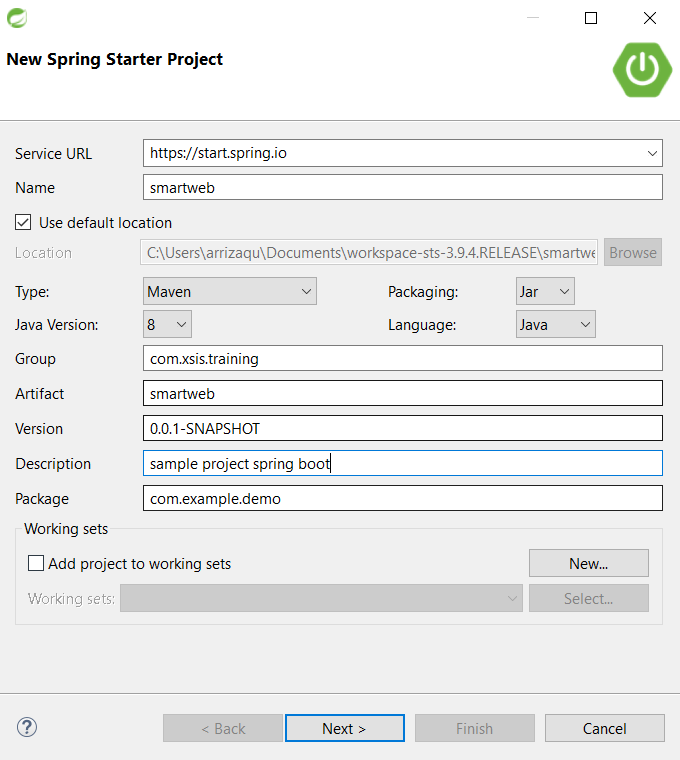 New Spring Starter Project
Service URL https://start.spring.io
Name smartweb
Use default location
Location C:\Users\arrizaqu\Documents\workspace-sts-3.9.4.RELEASE\smartwe Browse
Type: Maven Packaging: Jar
Java Version: 8 Language: Java
Group com.xsis.training
Artifact smartweb
Version 0.0.1-SNAPSHOT
Description sample project spring boot
Package com.example.demo
Working sets
Add project to working sets New...
Working sets: Select...
? < Back Next > Finish Cancel